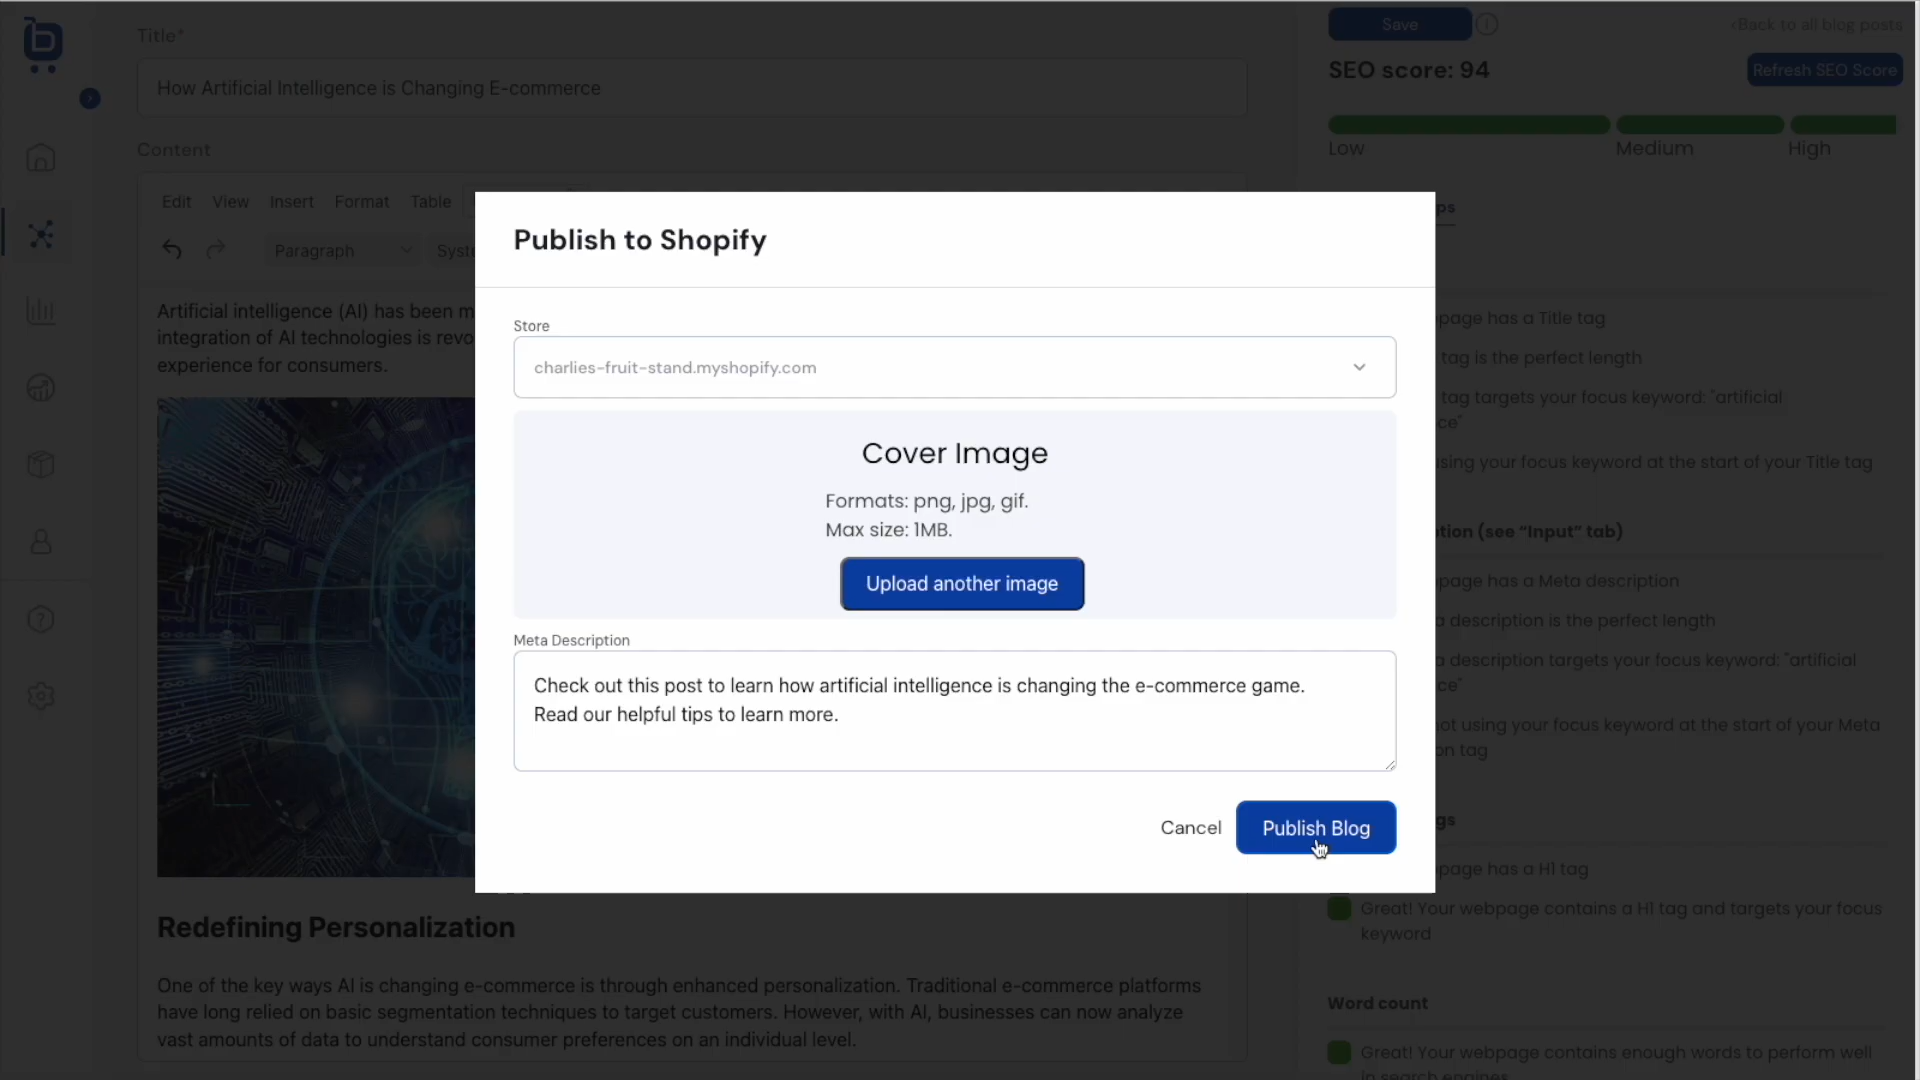 Title*
How Artificial Intelligence is Changing E-commerce
Content
Edit View Insert Format Table
Paragraph
Artificial intelligence (AI) has been
integration of AI technologies is
experience for consumers.
Redefining Personalization
One of the key ways AI is changing e-commerce is through enhanced personalization. Traditional e-commerce platforms
have long relied on basic segmentation techniques to target customers. However, with AI, businesses can now analyze
vast amounts of data to understand consumer preferences on an individual level.
Publish to Shopify
Store
charlies-fruit-stand.myshopify.com
Cover Image
Formats: png, jpg, gif.
Max size: 1MB.
Upload another image
Meta Description
Check out this post to learn how artificial intelligence is changing the e-commerce game.
Read our helpful tips to learn more.
Cancel
Publish Blog
Save
<Back to all blog posts
SEO score: 94
Refresh SEO Score
Low
Medium
High
page has a Title tag
tag is the perfect length
tag targets your focus keyword: "artificial
using your focus keyword at the start of your Title tag
(see “Input” tab)
page has a Meta description
description is the perfect length
description targets your focus keyword: "artificial
not using your focus keyword at the start of your Meta
tag
page has a H1 tag
Great! Your webpage contains a H1 tag and targets your focus
keyword
Word count
Great! Your webpage contains enough words to perform well
in search engines